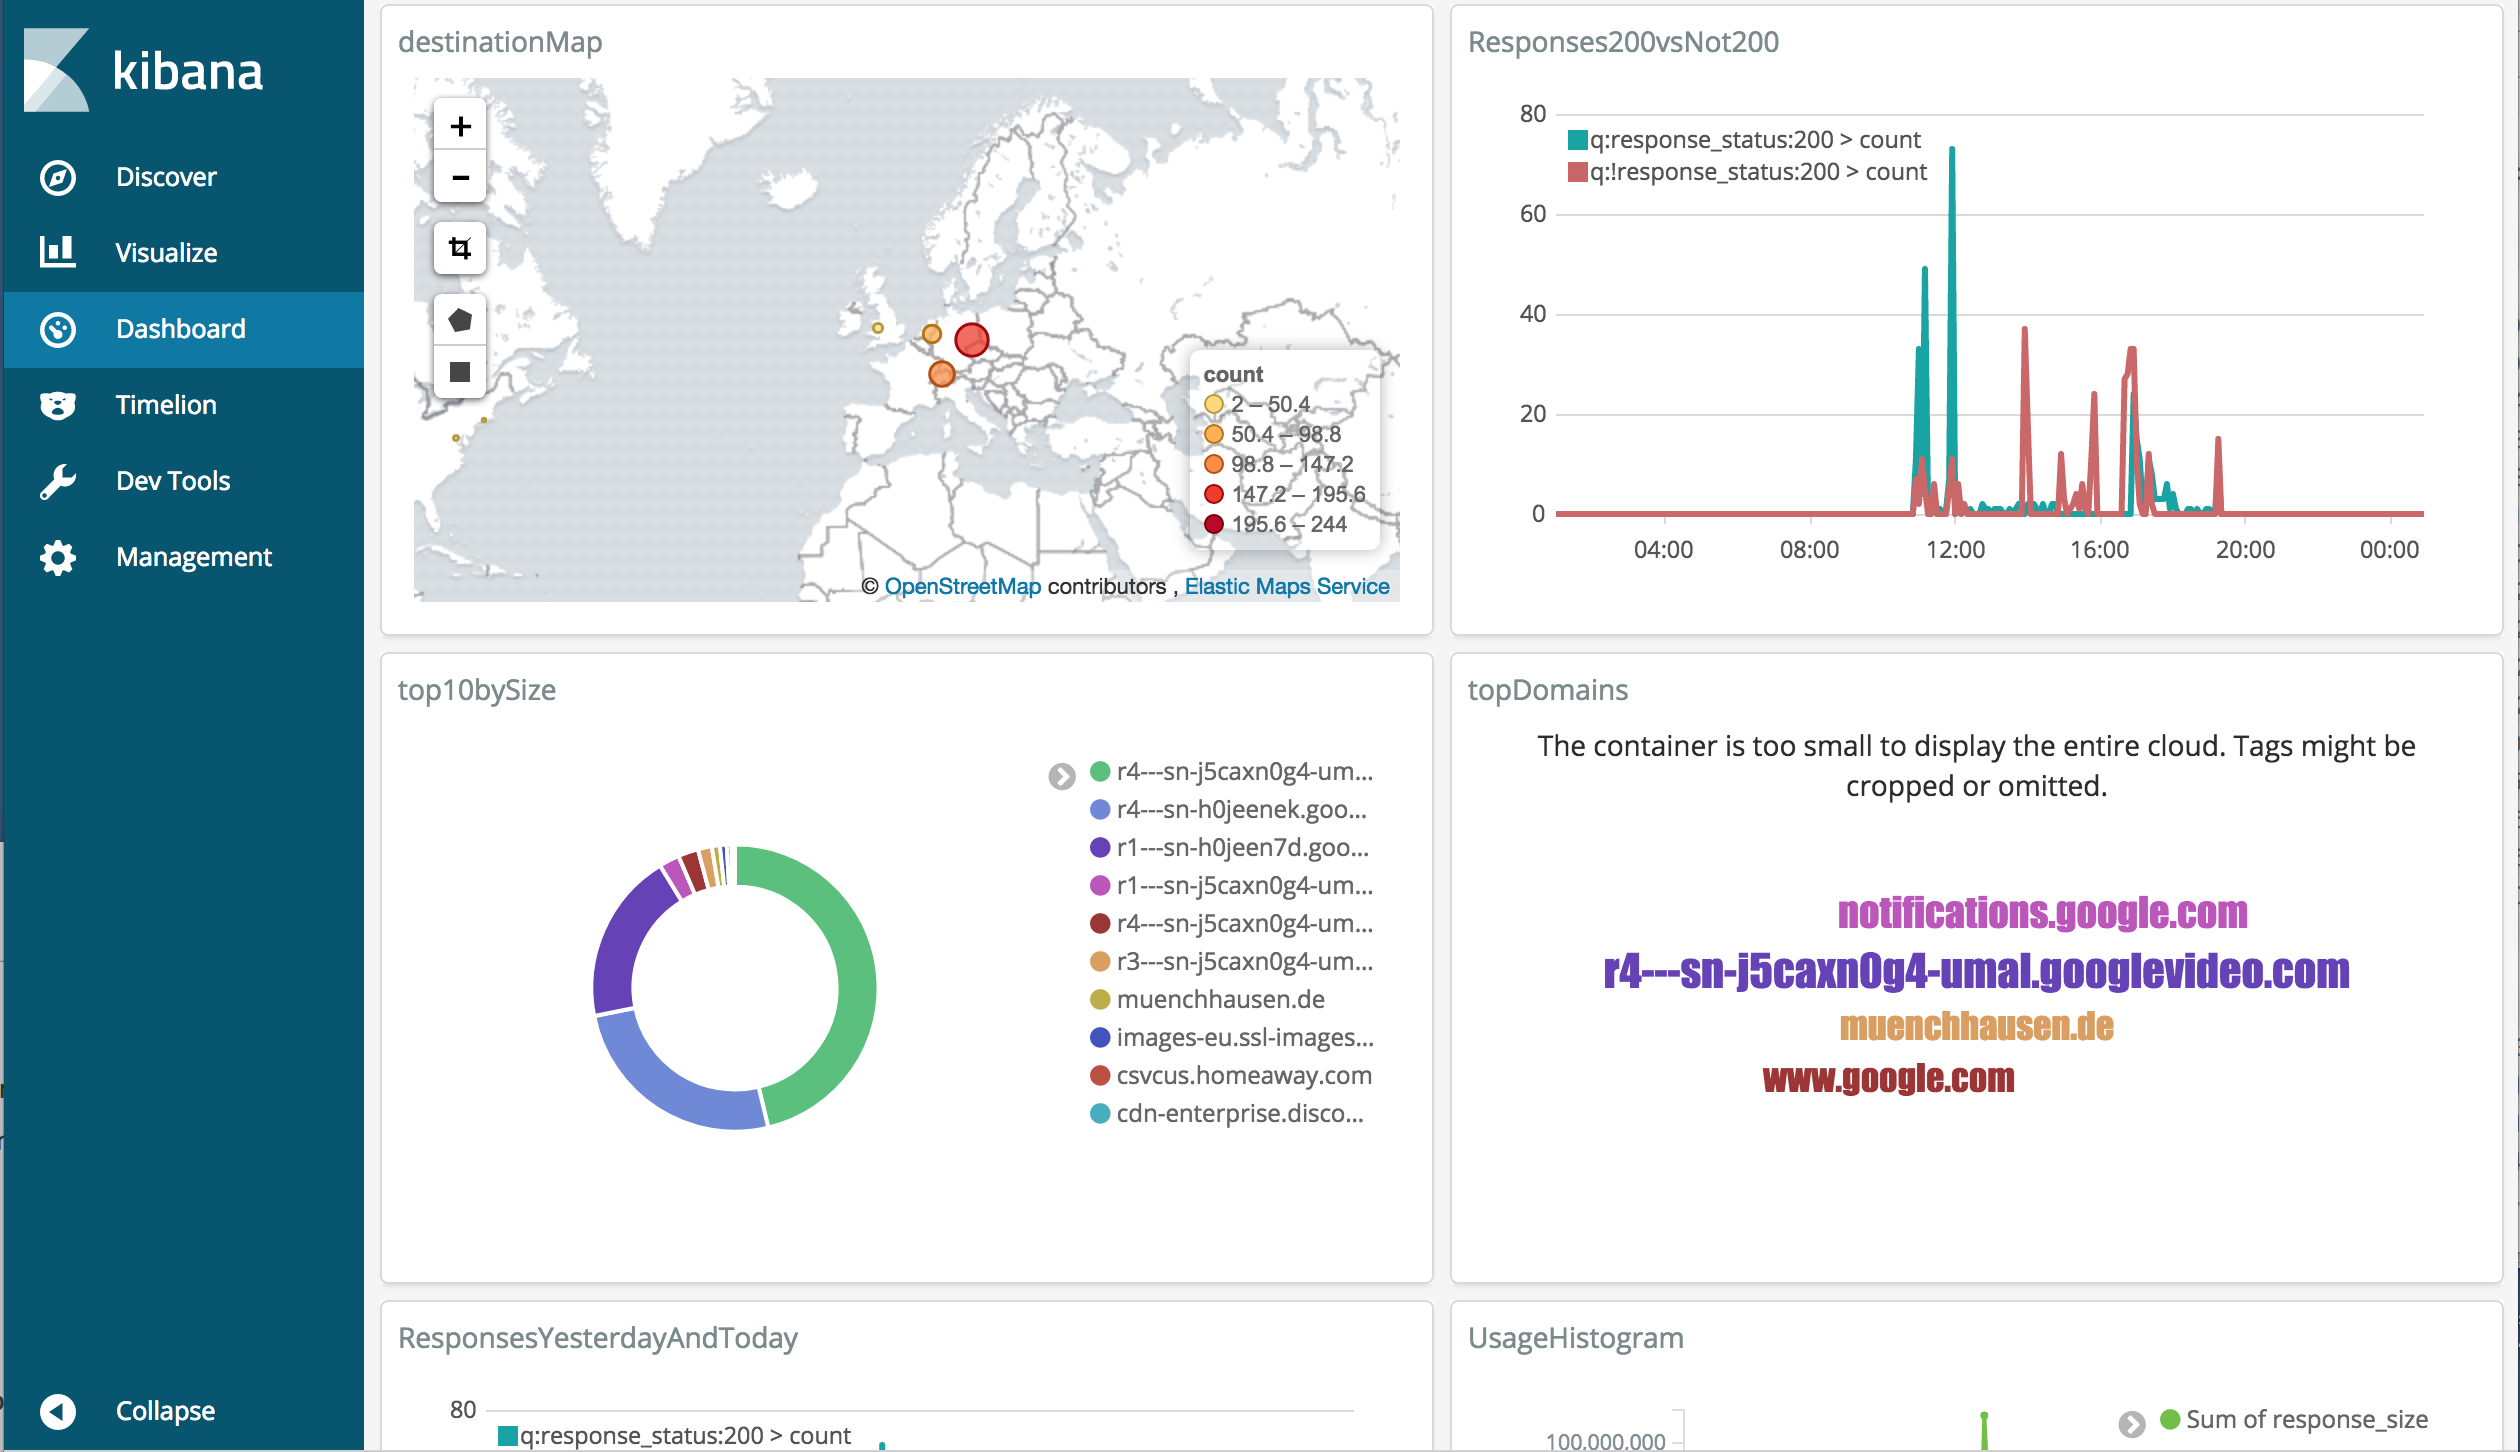 kibana
Discover
Visualize
Dashboard
Timelion
Dev Tools
Management
Collapse
destinationMap
+
−
count
2 – 50.4
50.4 – 98.8
98.8 – 147.2
147.2 – 195.6
195.6 – 244
© OpenStreetMap contributors , Elastic Maps Service
Responses200vsNot200
80
q:response_status:200 > count
q:!response_status:200 > count
60
40
20
0
04:00 08:00 12:00 16:00 20:00 00:00
top10bySize
r4---sn-j5caxn0g4-um...
r4---sn-h0jeenek.goo...
r1---sn-h0jeen7d.goo...
r1---sn-j5caxn0g4-um...
r4---sn-j5caxn0g4-um...
r3---sn-j5caxn0g4-um...
muenchhausen.de
images-eu.ssl-images...
csvcus.homeaway.com
cdn-enterprise.disco...
topDomains
The container is too small to display the entire cloud. Tags might be
cropped or omitted.
notifications.google.com
r4---sn-j5caxn0g4-umal.googlevideo.com
muenchhausen.de
www.google.com
ResponsesYesterdayAndToday
80
q:response_status:200 > count
UsageHistogram
100,000,000
Sum of response_size